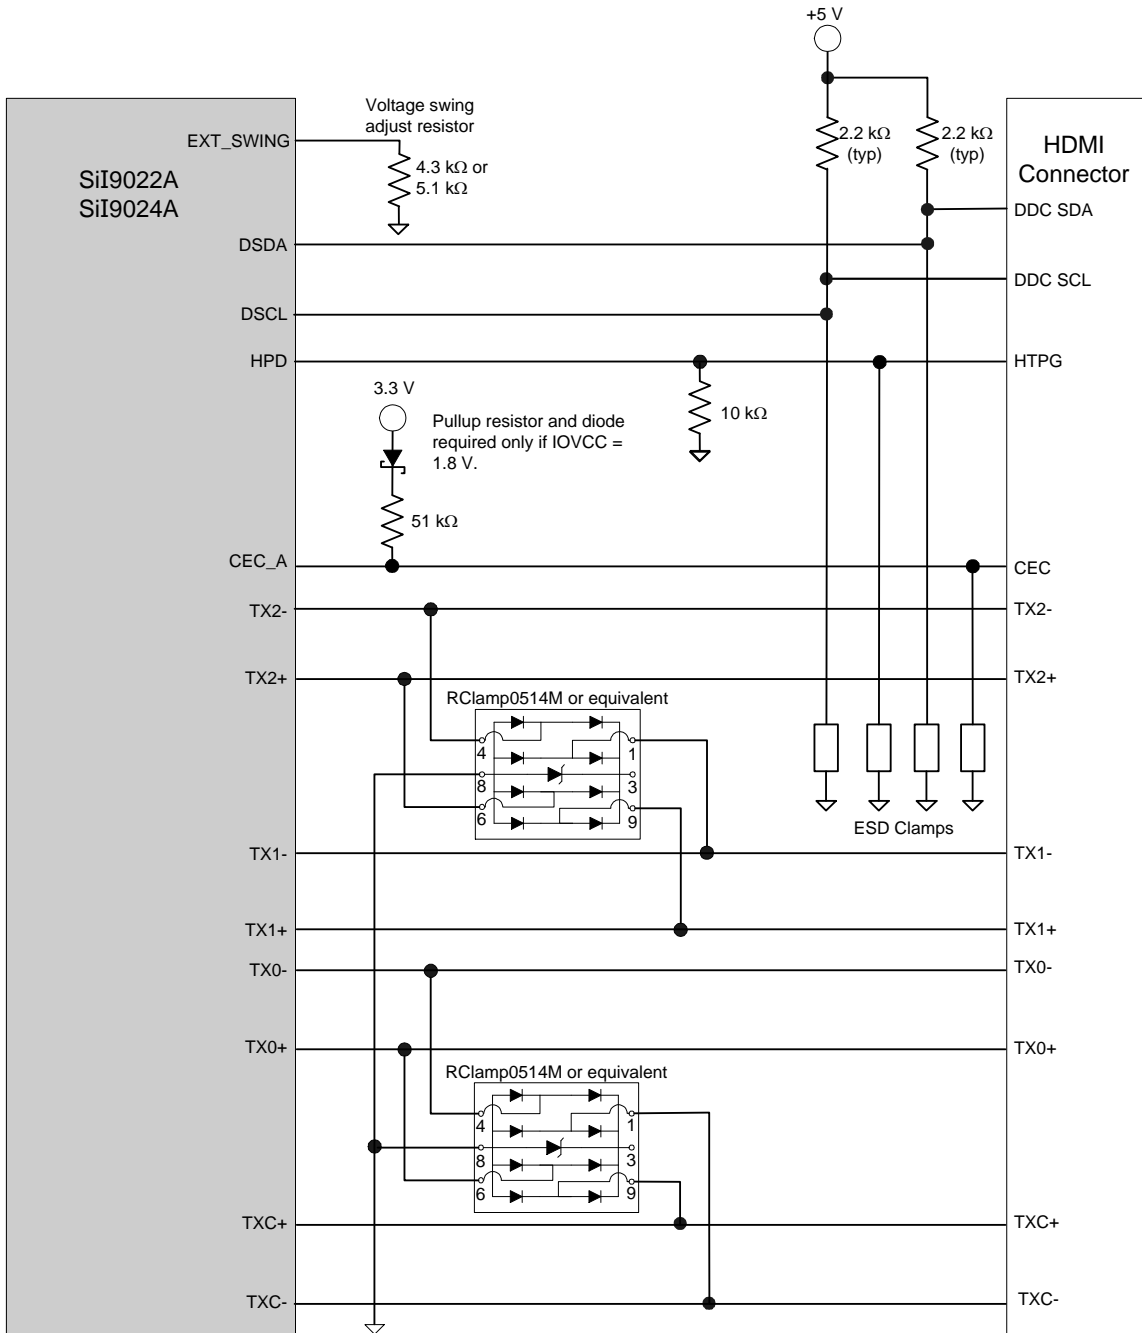 +5 V
Voltage swing
adjust resistor
EXT_SWING
4.3 kΩ or
5.1 kΩ
2.2 kΩ
(typ)
2.2 kΩ
(typ)
HDMI
Connector
SiI9022A
SiI9024A
DDC SDA
DSDA
DDC SCL
DSCL
HPD
HTPG
3.3 V
Pullup resistor and diode
required only if IOVCC =
1.8 V.
10 kΩ
51 kΩ
CEC_A
CEC
TX2-
TX2-
TX2+
TX2+
RClamp0514M or equivalent
4
1
8
3
6
9
ESD Clamps
TX1-
TX1-
TX1+
TX1+
TX0-
TX0-
TX0+
TX0+
RClamp0514M or equivalent
4
1
8
3
6
9
TXC+
TXC+
TXC-
TXC-